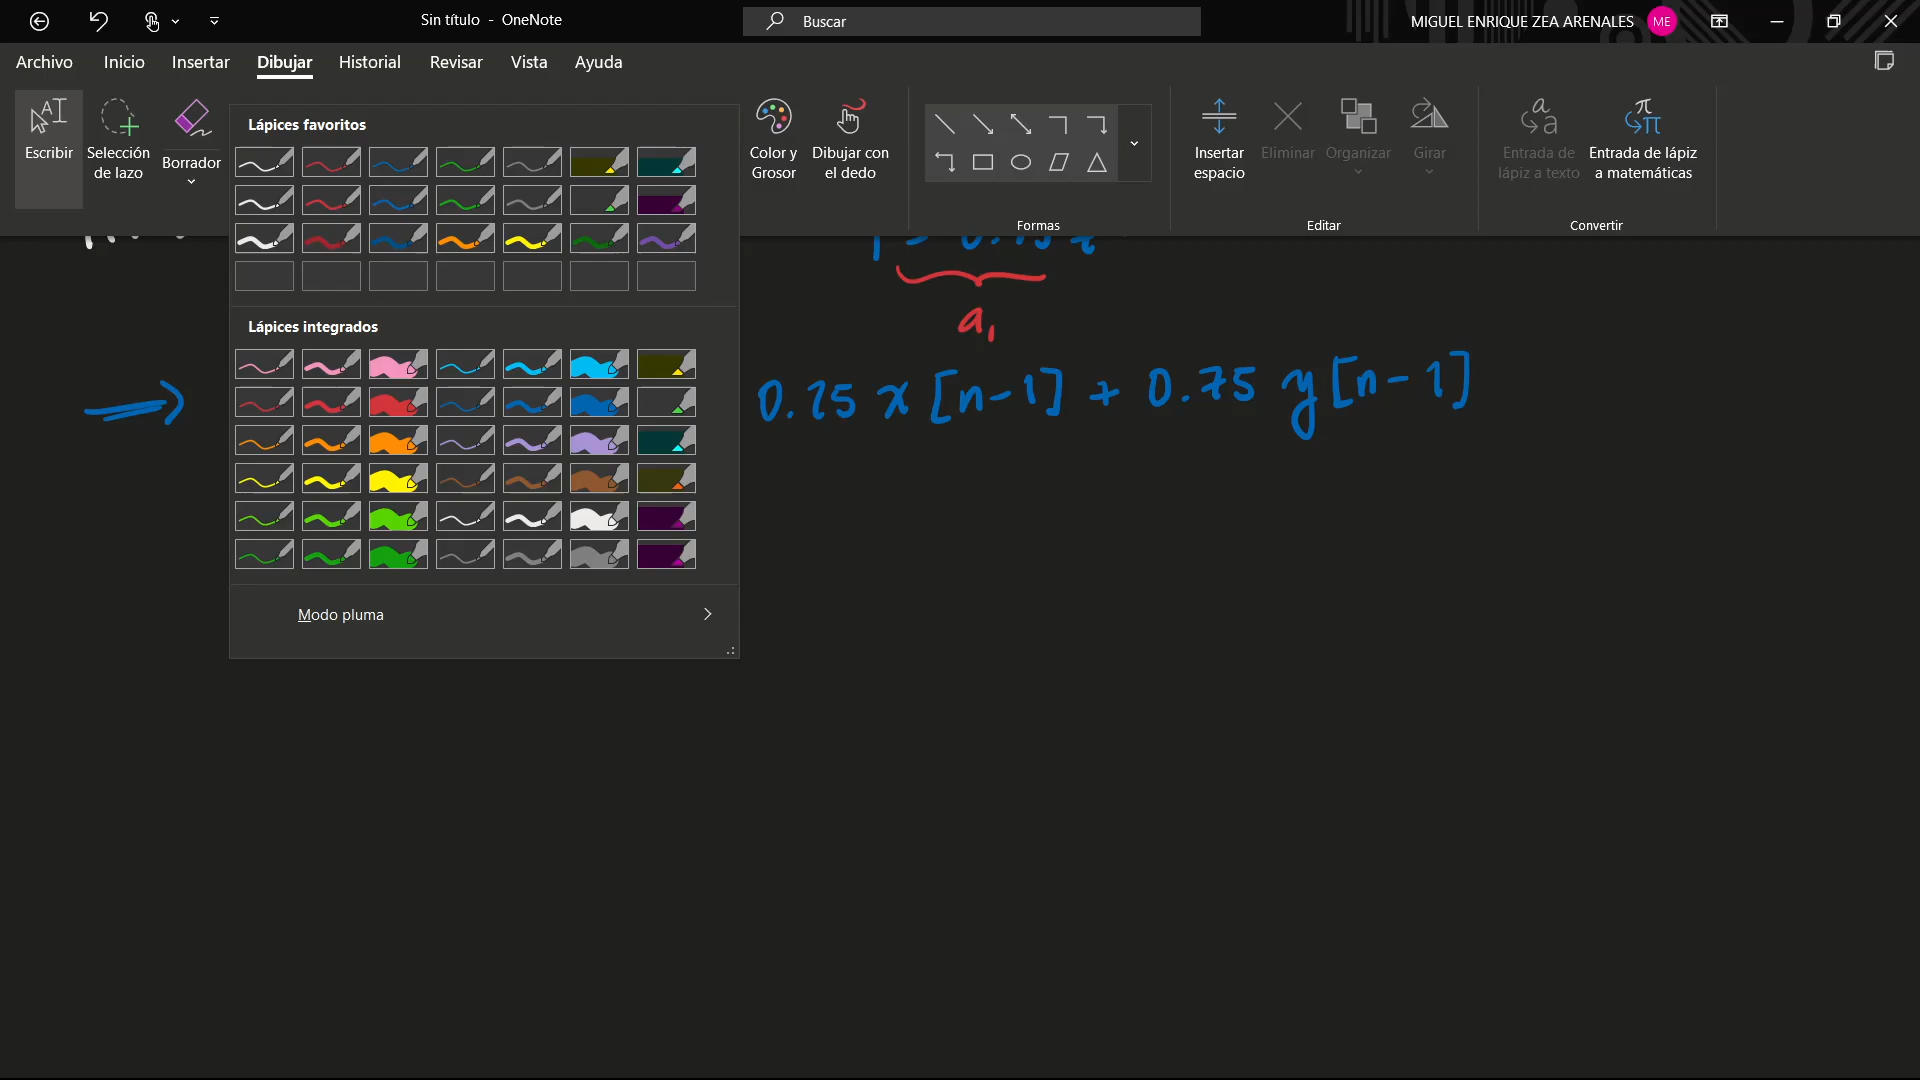 Sin título - OneNote
Buscar
MIGUEL ENRIQUE ZEA ARENALES ME
Archivo Inicio Insertar Dibujar Historial Revisar Vista Ayuda
Escribir
Selección de lazo
Borrador
Lápices favoritos
Lápices integrados
Modo pluma
Color y Grosor
Dibujar con el dedo
Formas
Insertar espacio
Eliminar
Organizar
Girar
Editar
Entrada de lápiz a texto
Entrada de lápiz a matemáticas
Convertir
a₁
⇒ 0.25 x[n-1] + 0.75 y[n-1]